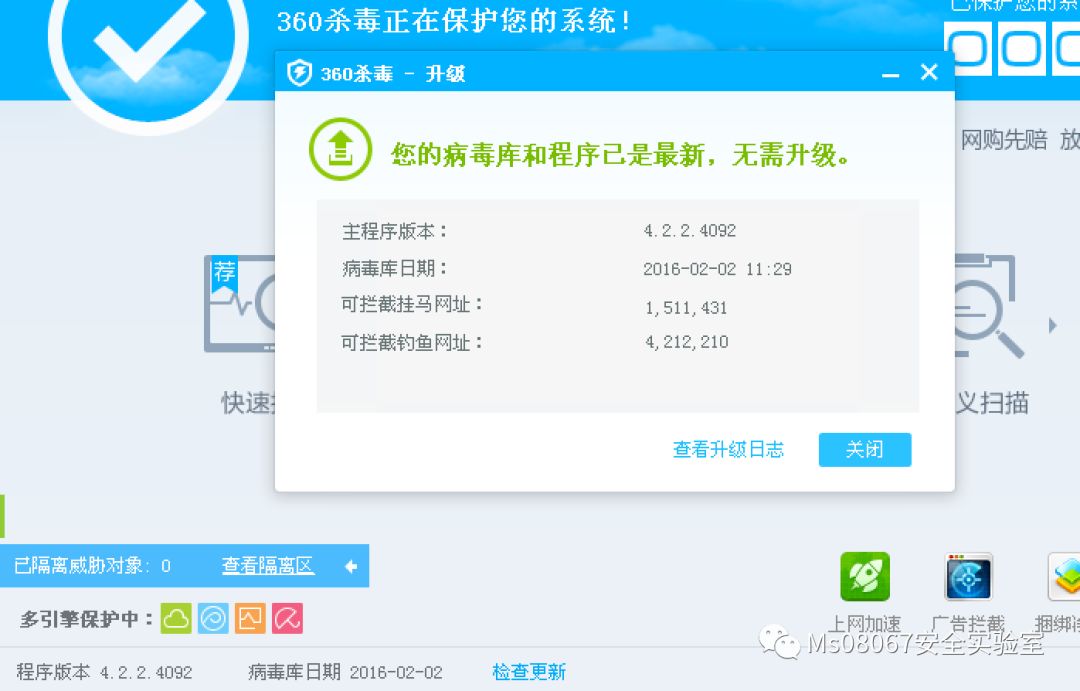 360杀毒正在保护您的系统！
已保护您的系
360杀毒 - 升级
网购先赔 放
您的病毒库和程序已是最新，无需升级。
主程序版本： 4.2.2.4092
病毒库日期： 2016-02-02 11:29
可拦截挂马网址： 1,511,431
可拦截钓鱼网址： 4,212,210
荐
快速
义扫描
查看升级日志 关闭
已隔离威胁对象: 0 查看隔离区
多引擎保护中：
上网加速 广告拦截 捆绑
Ms08067安全实验室
程序版本 4.2.2.4092 病毒库日期 2016-02-02 检查更新